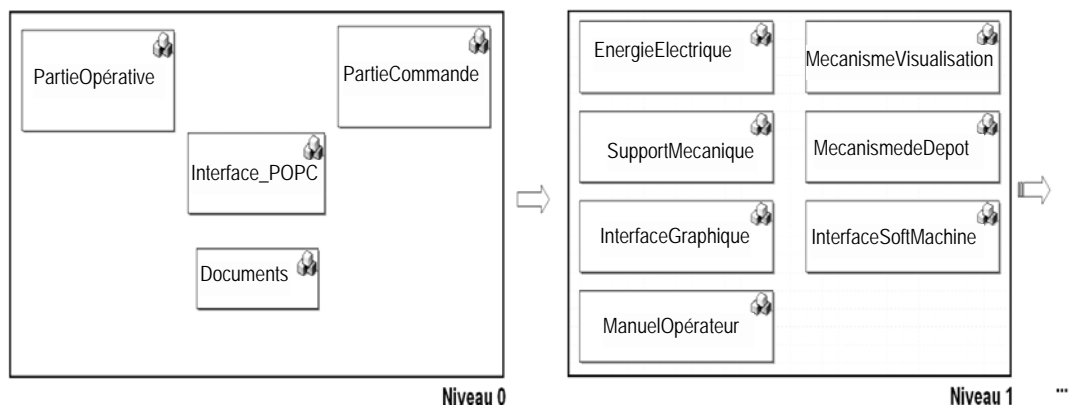 PartieOpérative
PartieCommande
Interface_POPC
Documents
Niveau 0
EnergieElectrique
MecanismeVisualisation
SupportMecanique
MecanismedeDepot
InterfaceGraphique
InterfaceSoftMachine
ManuelOpérateur
Niveau 1
...